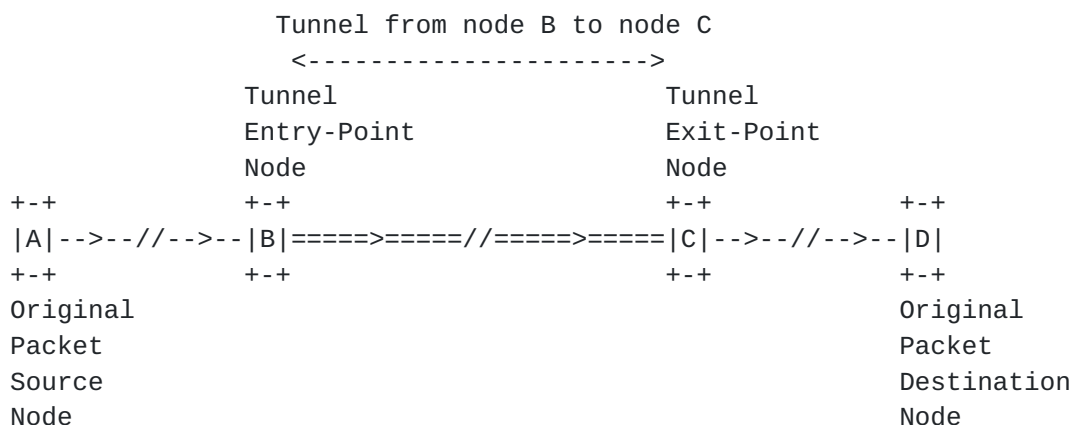 Tunnel from node B to node C
                  <---------------------->
               Tunnel                     Tunnel
               Entry-Point                Exit-Point
               Node                       Node
+-+            +-+                        +-+            +-+
|A|-->--//-->--|B|=====>=====//=====>=====|C|-->--//-->--|D|
+-+            +-+                        +-+            +-+
Original                                                 Original
Packet                                                   Packet
Source                                                   Destination
Node                                                     Node